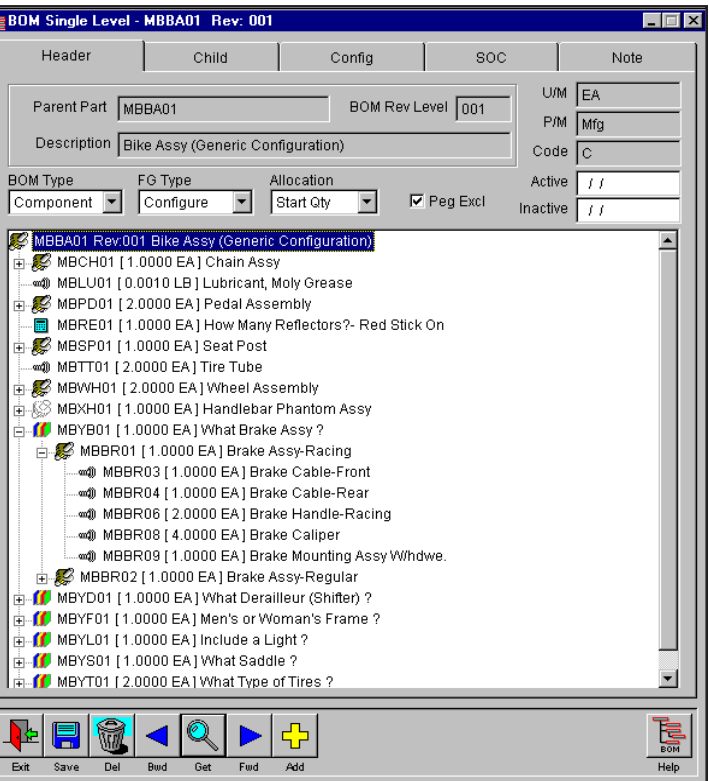 BOM Single Level - MBBA01 Rev: 001
Header Child Config SOC Note
Parent Part MBBA01 BOM Rev Level 001
Description Bike Assy (Generic Configuration)
U/M EA
P/M Mfg
Code C
BOM Type FG Type Allocation
Component Configure Start Qty Peg Excl
Active / /
Inactive / /
MBBA01 Rev:001 Bike Assy (Generic Configuration)
MBCH01 [ 1.0000 EA ] Chain Assy
MBLU01 [ 0.0010 LB ] Lubricant, Moly Grease
MBPD01 [ 2.0000 EA ] Pedal Assembly
MBRE01 [ 1.0000 EA ] How Many Reflectors?- Red Stick On
MBSP01 [ 1.0000 EA ] Seat Post
MBTT01 [ 2.0000 EA ] Tire Tube
MBWH01 [ 2.0000 EA ] Wheel Assembly
MBXH01 [ 1.0000 EA ] Handlebar Phantom Assy
MBYB01 [ 1.0000 EA ] What Brake Assy ?
MBBR01 [ 1.0000 EA ] Brake Assy-Racing
MBBR03 [ 1.0000 EA ] Brake Cable-Front
MBBR04 [ 1.0000 EA ] Brake Cable-Rear
MBBR06 [ 2.0000 EA ] Brake Handle-Racing
MBBR08 [ 4.0000 EA ] Brake Caliper
MBBR09 [ 1.0000 EA ] Brake Mounting Assy W/hdwe.
MBBR02 [ 1.0000 EA ] Brake Assy-Regular
MBYD01 [ 1.0000 EA ] What Derailleur (Shifter) ?
MBYF01 [ 1.0000 EA ] Men's or Woman's Frame ?
MBYL01 [ 1.0000 EA ] Include a Light ?
MBYS01 [ 1.0000 EA ] What Saddle ?
MBYT01 [ 2.0000 EA ] What Type of Tires ?
BOM
Exit Save Del Bwd Get Fwd Add Help